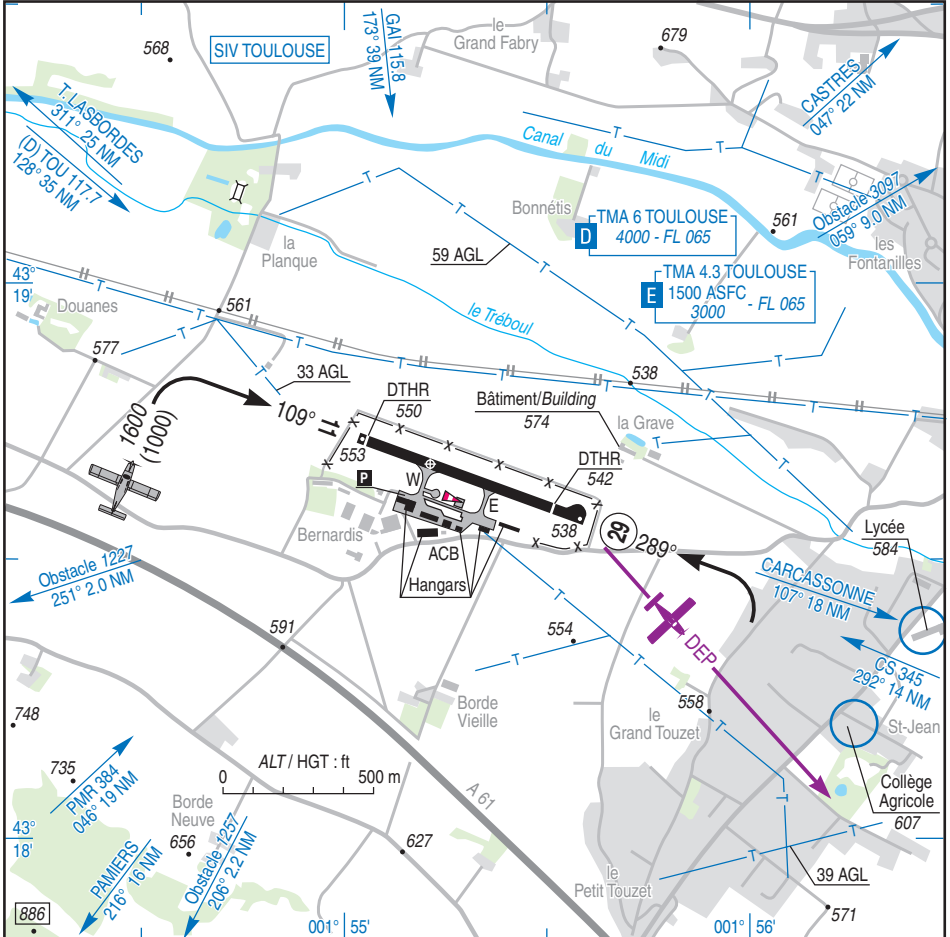 568
SIV TOULOUSE
GAI 115.8
173° 39 NM
le
Grand Fabry
679
CASTRES
047° 22 NM
T. LASBORDES
311° 25 NM
(D) TOU 117.7
128° 35 NM
Canal
du
Midi
T
T
T
T
Bonnétis
D
TMA 6 TOULOUSE
4000 - FL 065
561
Obstacle 3097
059° 9.0 NM
les
Fontanilles
la
Planque
59 AGL
E
TMA 4.3 TOULOUSE
1500 ASFC
3000
- FL 065
43°
19'
Douanes
561
le Tréboul
T
T
T
T
T
T
T
T
T
T
577
33 AGL
538
1600
(1000)
109°
11
DTHR
550
553
Bâtiment/Building
574
la Grave
T
T
DTHR
542
P
W
E
538
29
289°
Bernardis
ACB
Hangars
Lycée
584
Obstacle 1227
251° 2.0 NM
CARCASSONNE
107° 18 NM
CS 345
292° 14 NM
591
554
T
T
T
DEP
558
le
Grand Touzet
St-Jean
Borde
Vieille
748
735
ALT / HGT : ft
0
500 m
A 61
PMR 384
046° 19 NM
Borde
Neuve
656
627
T
T
T
Collège
Agricole
607
43°
18'
PAMIERS
216° 16 NM
Obstacle 1257
206° 2.2 NM
39 AGL
le
Petit Touzet
571
886
001° 55'
001° 56'